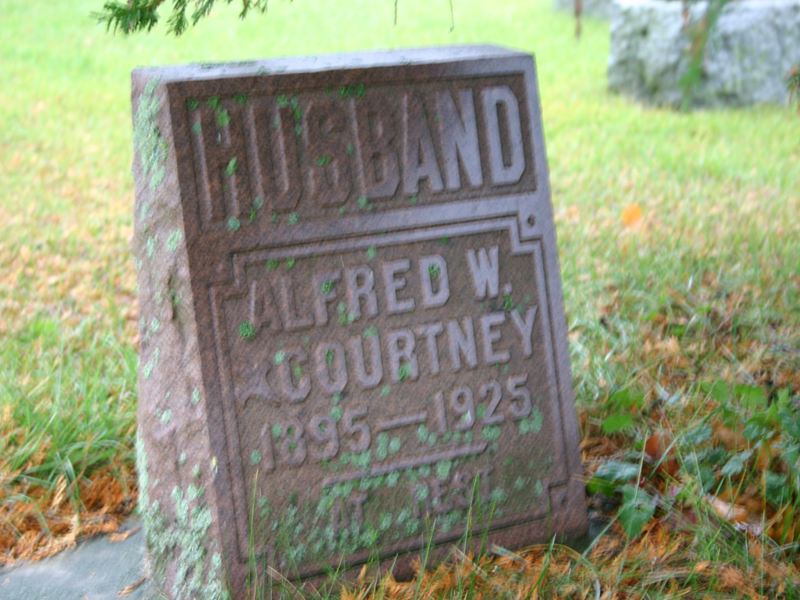 HUSBAND
ALFRED W.
COURTNEY
1895—1925
AT REST